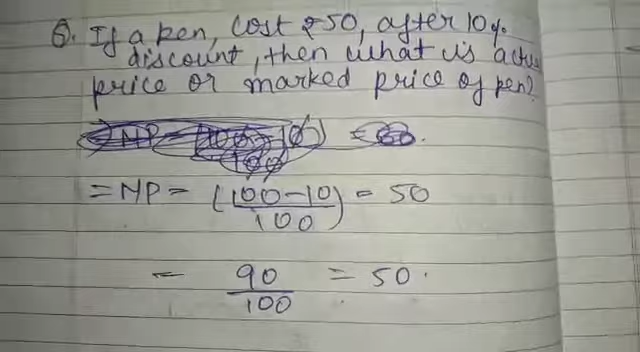 Q. If a pen, cost ₹50, after 10%
discount, then what is actual
price or marked price of pen?
= MP = (100-10)/100 = 50
= 90/100 = 50.